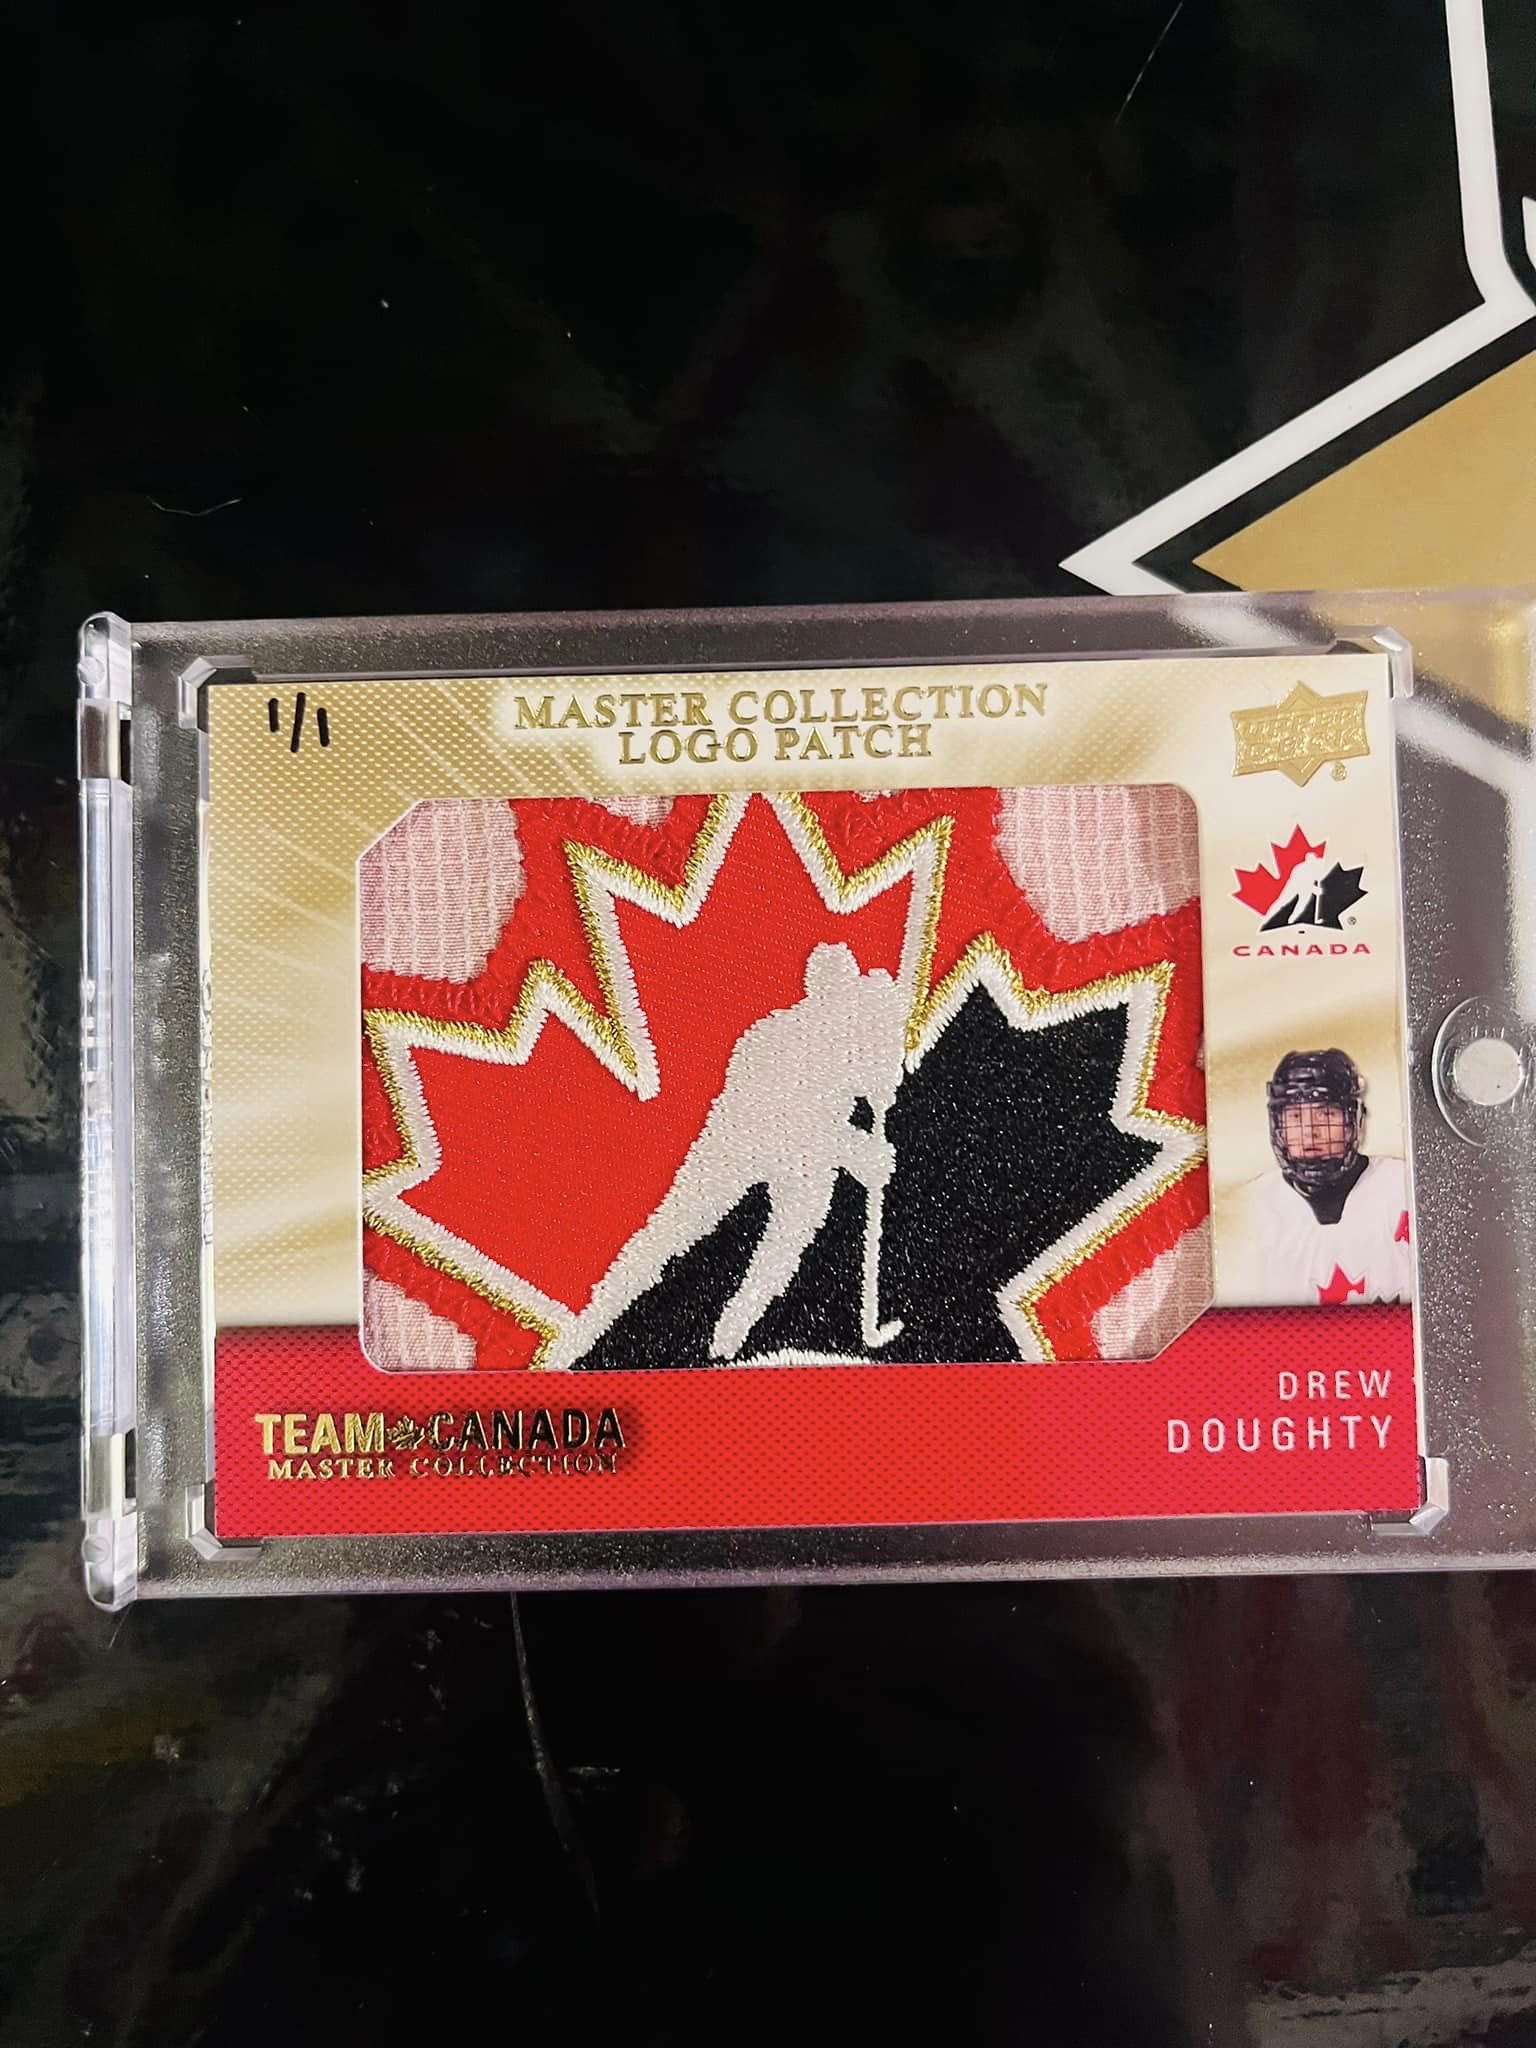 1/1
MASTER COLLECTION
LOGO PATCH
UPPER
DECK
®
®
CANADA
DREW
DOUGHTY
TEAM CANADA
MASTER COLLECTION